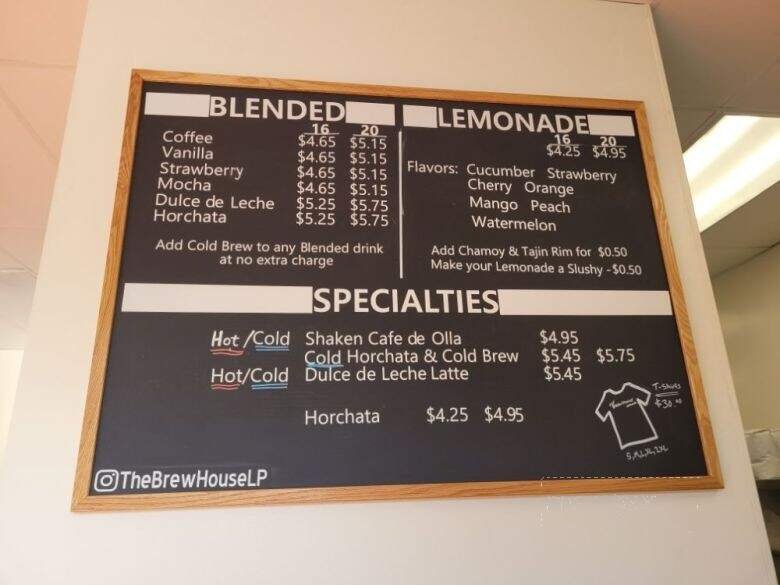 BLENDED
16 20
Coffee $4.65 $5.15
Vanilla $4.65 $5.15
Strawberry $4.65 $5.15
Mocha $4.65 $5.15
Dulce de Leche $5.25 $5.75
Horchata $5.25 $5.75
Add Cold Brew to any Blended drink
at no extra charge
LEMONADE
16 20
$4.25 $4.95
Flavors: Cucumber Strawberry
Cherry Orange
Mango Peach
Watermelon
Add Chamoy & Tajin Rim for $0.50
Make your Lemonade a Slushy - $0.50
SPECIALTIES
Hot/Cold Shaken Cafe de Olla $4.95
Cold Horchata & Cold Brew $5.45 $5.75
Hot/Cold Dulce de Leche Latte $5.45
Horchata $4.25 $4.95
T-Shirts
$30.00
S,M,L,XL,2XL
TheBrewHouseLP